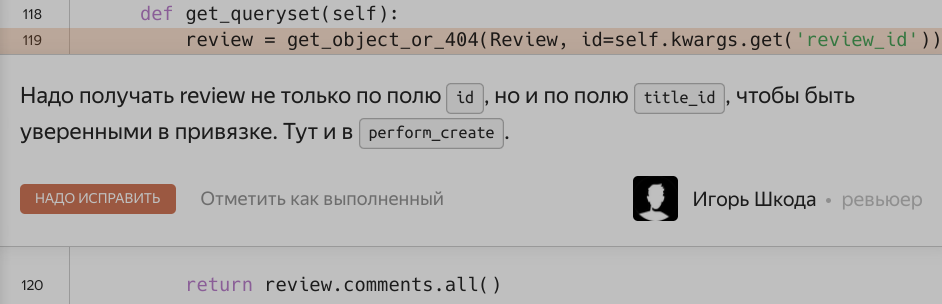 118 def get_queryset(self):
119 review = get_object_or_404(Review, id=self.kwargs.get('review_id'))
Надо получать review не только по полю id, но и по полю title_id, чтобы быть
уверенными в привязке. Тут и в perform_create.
НАДО ИСПРАВИТЬ Отметить как выполненный Игорь Шкода • ревьюер
120 return review.comments.all()